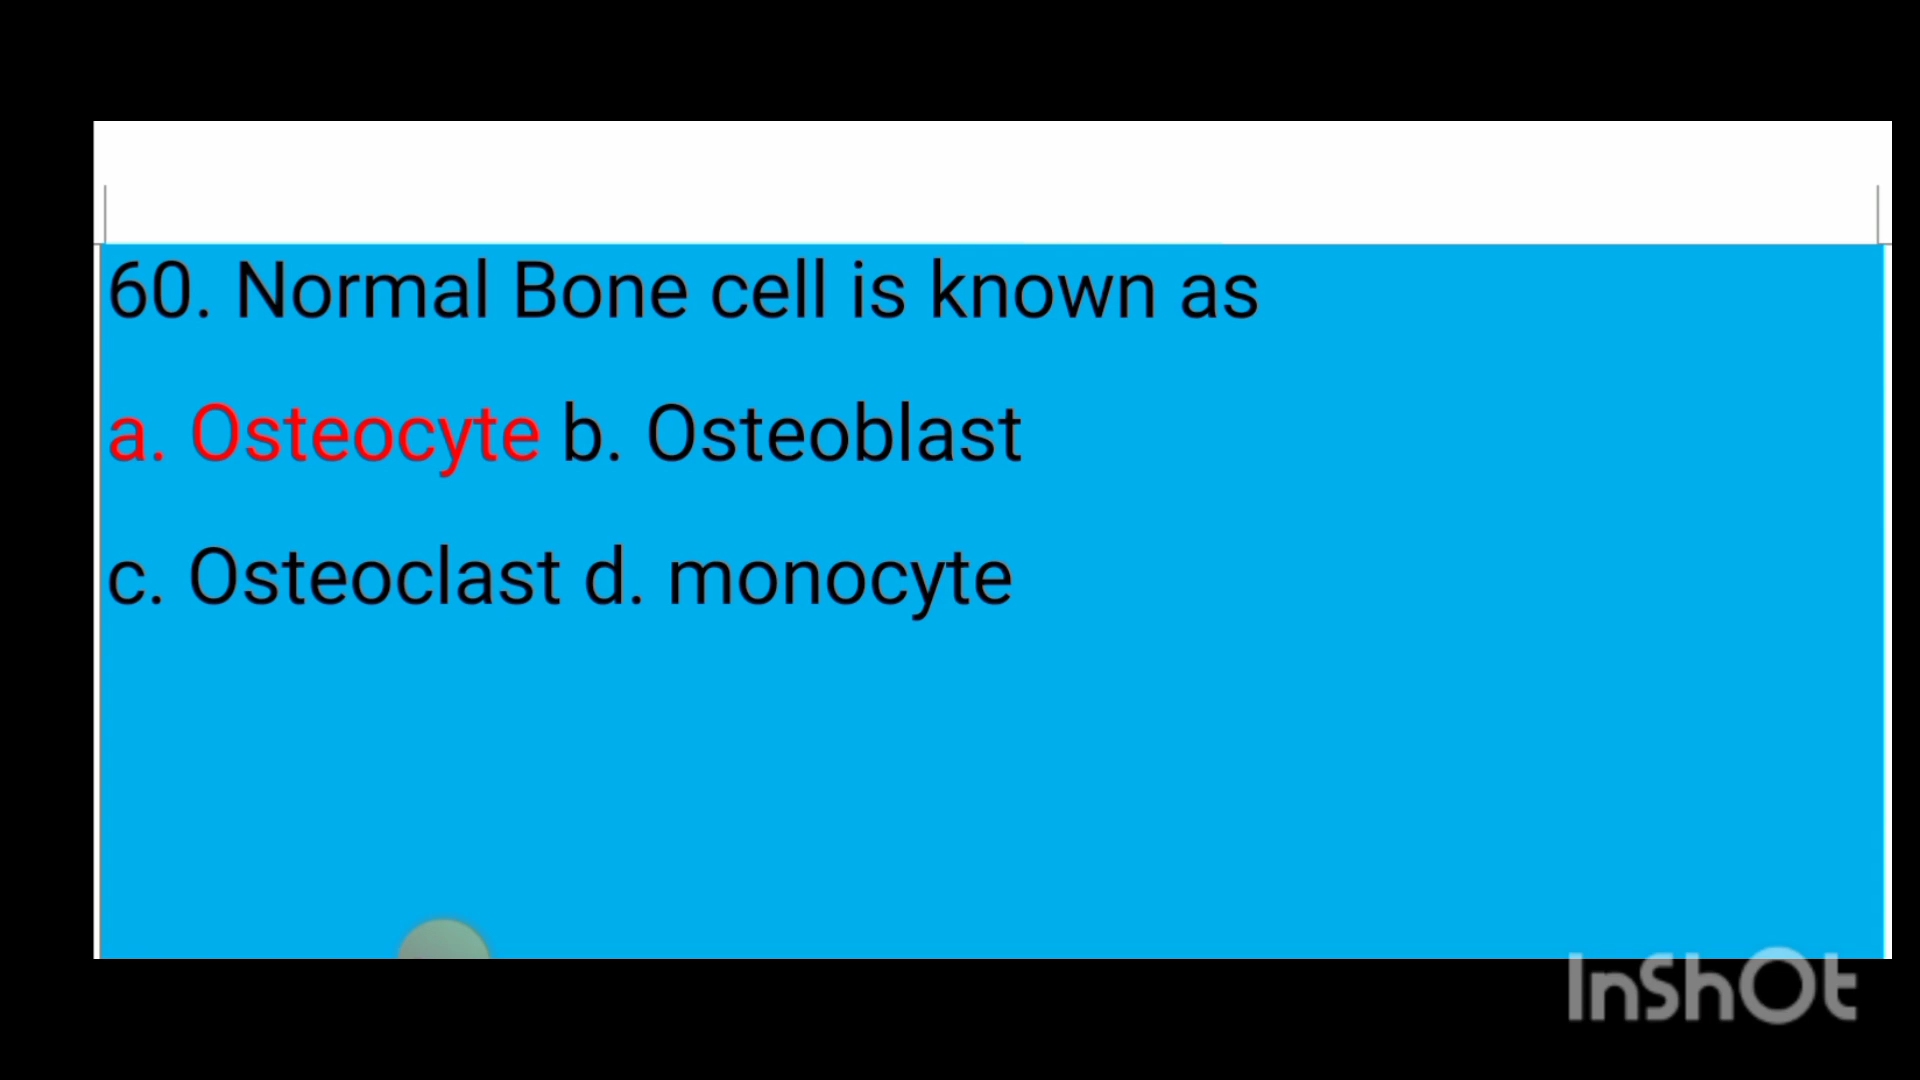 60. Normal Bone cell is known as
a. Osteocyte b. Osteoblast
c. Osteoclast d. monocyte
InShOt